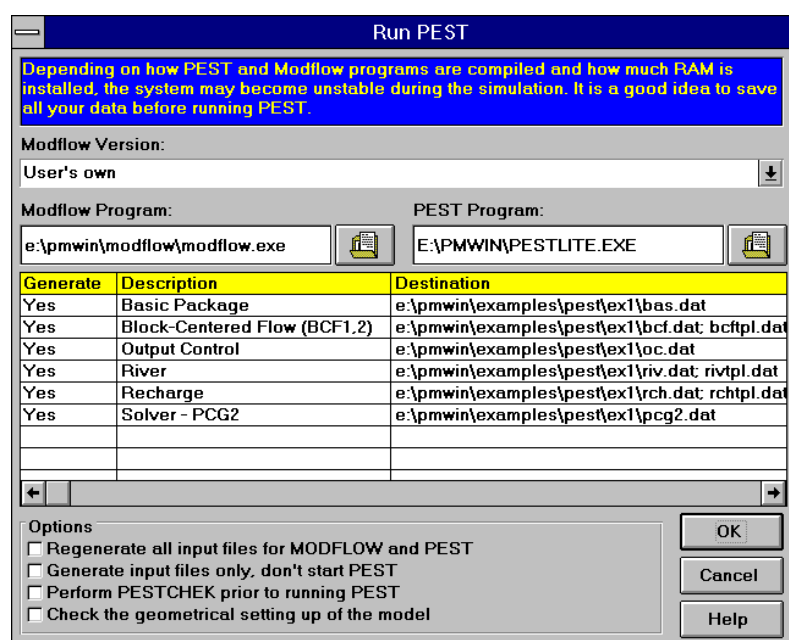 Run PEST
Depending on how PEST and Modflow programs are compiled and how much RAM is
installed, the system may become unstable during the simulation. It is a good idea to save
all your data before running PEST.
Modflow Version:
User's own
Modflow Program: PEST Program:
e:\pmwin\modflow\modflow.exe E:\PMWIN\PESTLITE.EXE
Generate Description Destination
Yes Basic Package e:\pmwin\examples\pest\ex1\bas.dat
Yes Block-Centered Flow (BCF1,2) e:\pmwin\examples\pest\ex1\bcf.dat; bcftpl.dat
Yes Output Control e:\pmwin\examples\pest\ex1\oc.dat
Yes River e:\pmwin\examples\pest\ex1\riv.dat; rivtpl.dat
Yes Recharge e:\pmwin\examples\pest\ex1\rch.dat; rchtpl.dat
Yes Solver - PCG2 e:\pmwin\examples\pest\ex1\pcg2.dat
Options
Regenerate all input files for MODFLOW and PEST
Generate input files only, don't start PEST
Perform PESTCHEK prior to running PEST
Check the geometrical setting up of the model
OK
Cancel
Help